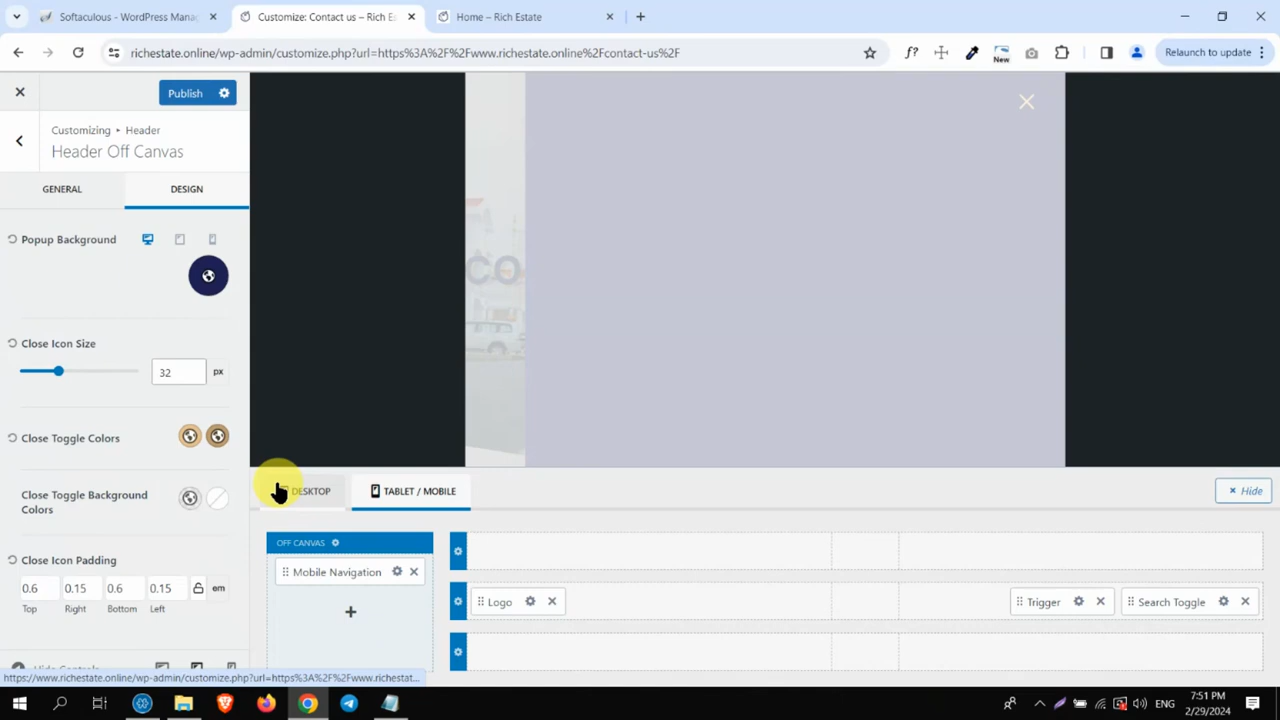 Softaculous - WordPress Mana
Customize: Contact us – Rich Es
Home – Rich Estate
richestate.online/wp-admin/customize.php?url=https%3A%2F%2Fwww.richestate.online%2Fcontact-us%2F
f?
New
Relaunch to update
Publish
Customizing ▸ Header
Header Off Canvas
GENERAL
DESIGN
Popup Background
Close Icon Size
32
px
Close Toggle Colors
Close Toggle Background
Colors
Close Icon Padding
0.6
0.15
0.6
0.15
em
Top
Right
Bottom
Left
Hide Controls
CO
DESKTOP
TABLET / MOBILE
× Hide
OFF CANVAS
Mobile Navigation
Logo
Trigger
Search Toggle
https://www.richestate.online/wp-admin/customize.php?url=https%3A%2F%2Fwww.richestat...
ENG
7:51 PM
2/29/2024